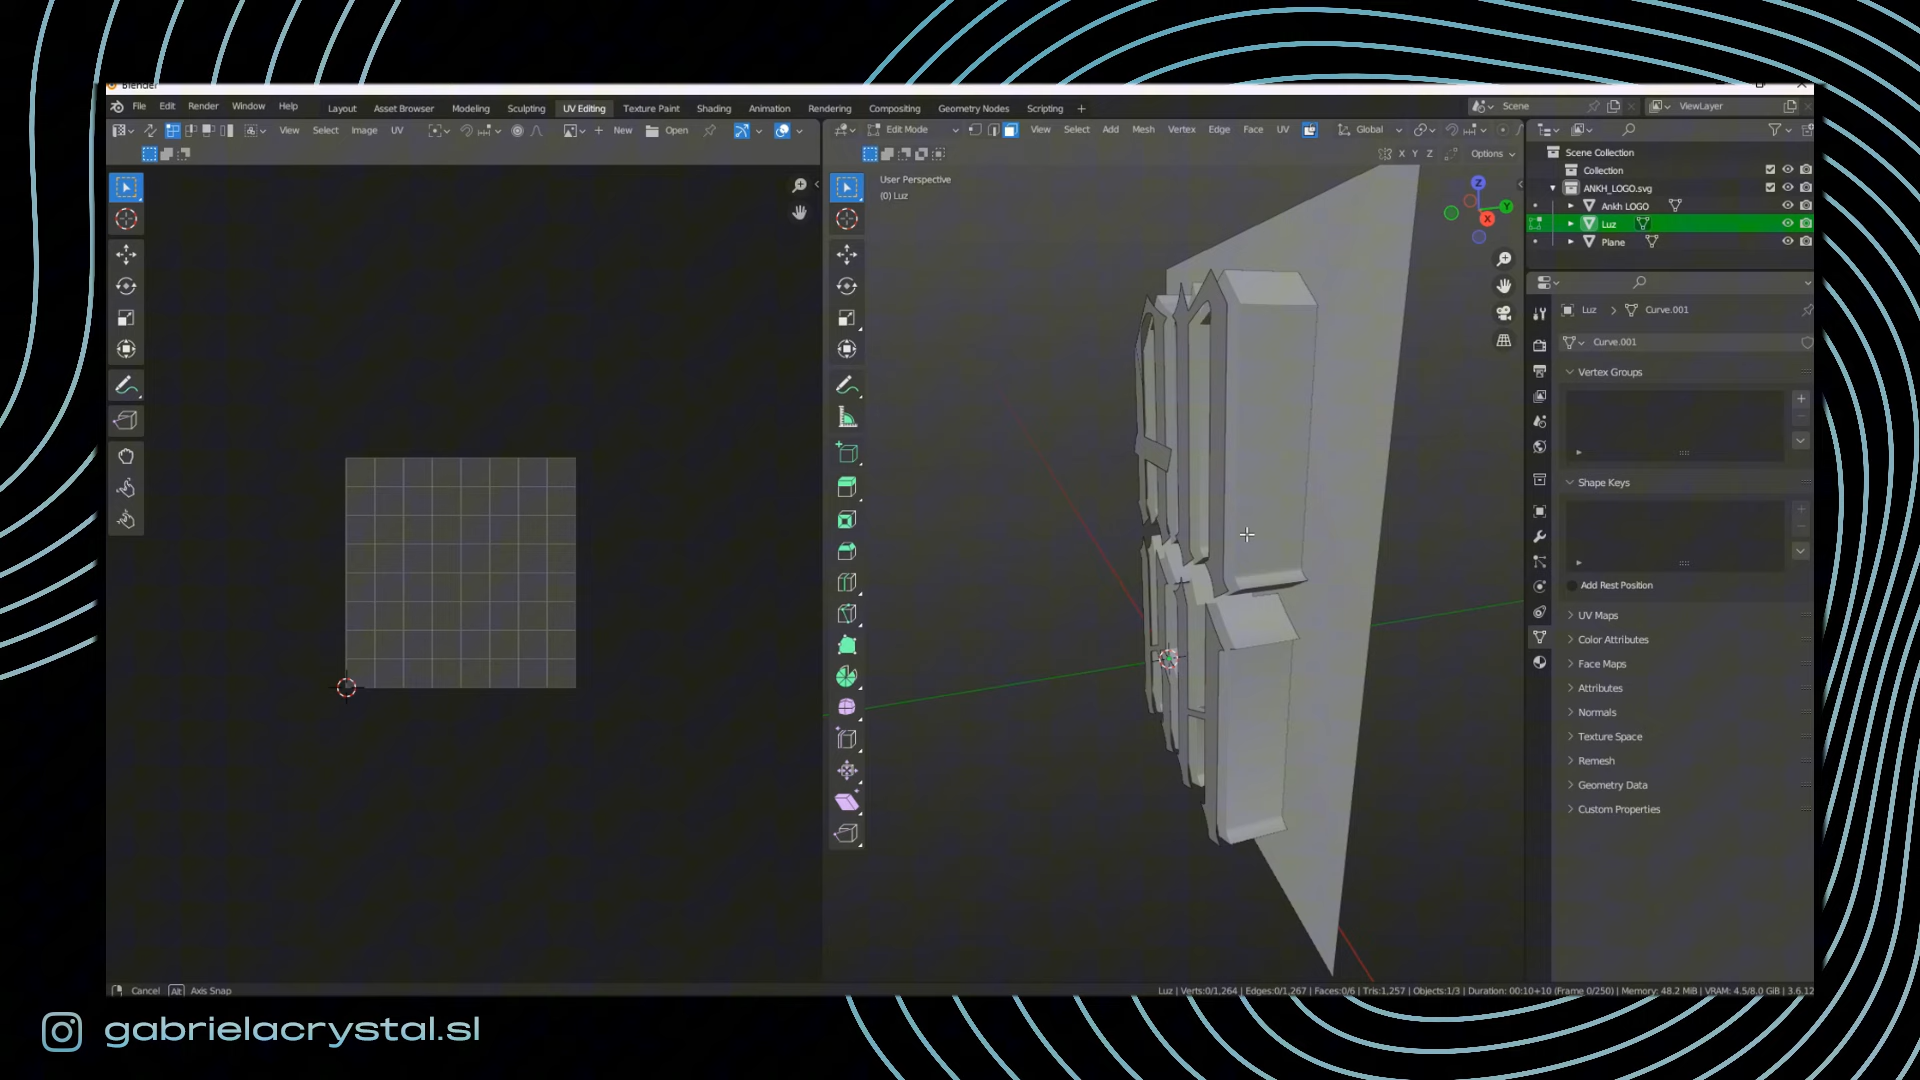 Blender
File Edit Render Window Help Layout Asset Browser Modeling Sculpting UV Editing Texture Paint Shading Animation Rendering Compositing Geometry Nodes Scripting + Scene ViewLayer
View Select Image UV New Open Edit Mode View Select Add Mesh Vertex Edge Face UV Global
X Y Z Options
User Perspective
(0) Luz
Z
Y
X
Scene Collection
Collection
ANKH_LOGO.svg
Ankh LOGO
Luz
Plane
Luz > Curve.001
Curve.001
Vertex Groups
Shape Keys
Add Rest Position
UV Maps
Color Attributes
Face Maps
Attributes
Normals
Texture Space
Remesh
Geometry Data
Custom Properties
Cancel Alt Axis Snap
Luz | Verts:0/1,264 | Edges:0/1,267 | Faces:0/6 | Tris:1,257 | Objects:1/3 | Duration: 00:10+10 (Frame 0/250) | Memory: 48.2 MiB | VRAM: 4.5/8.0 GiB | 3.6.12
gabrielacrystal.sl